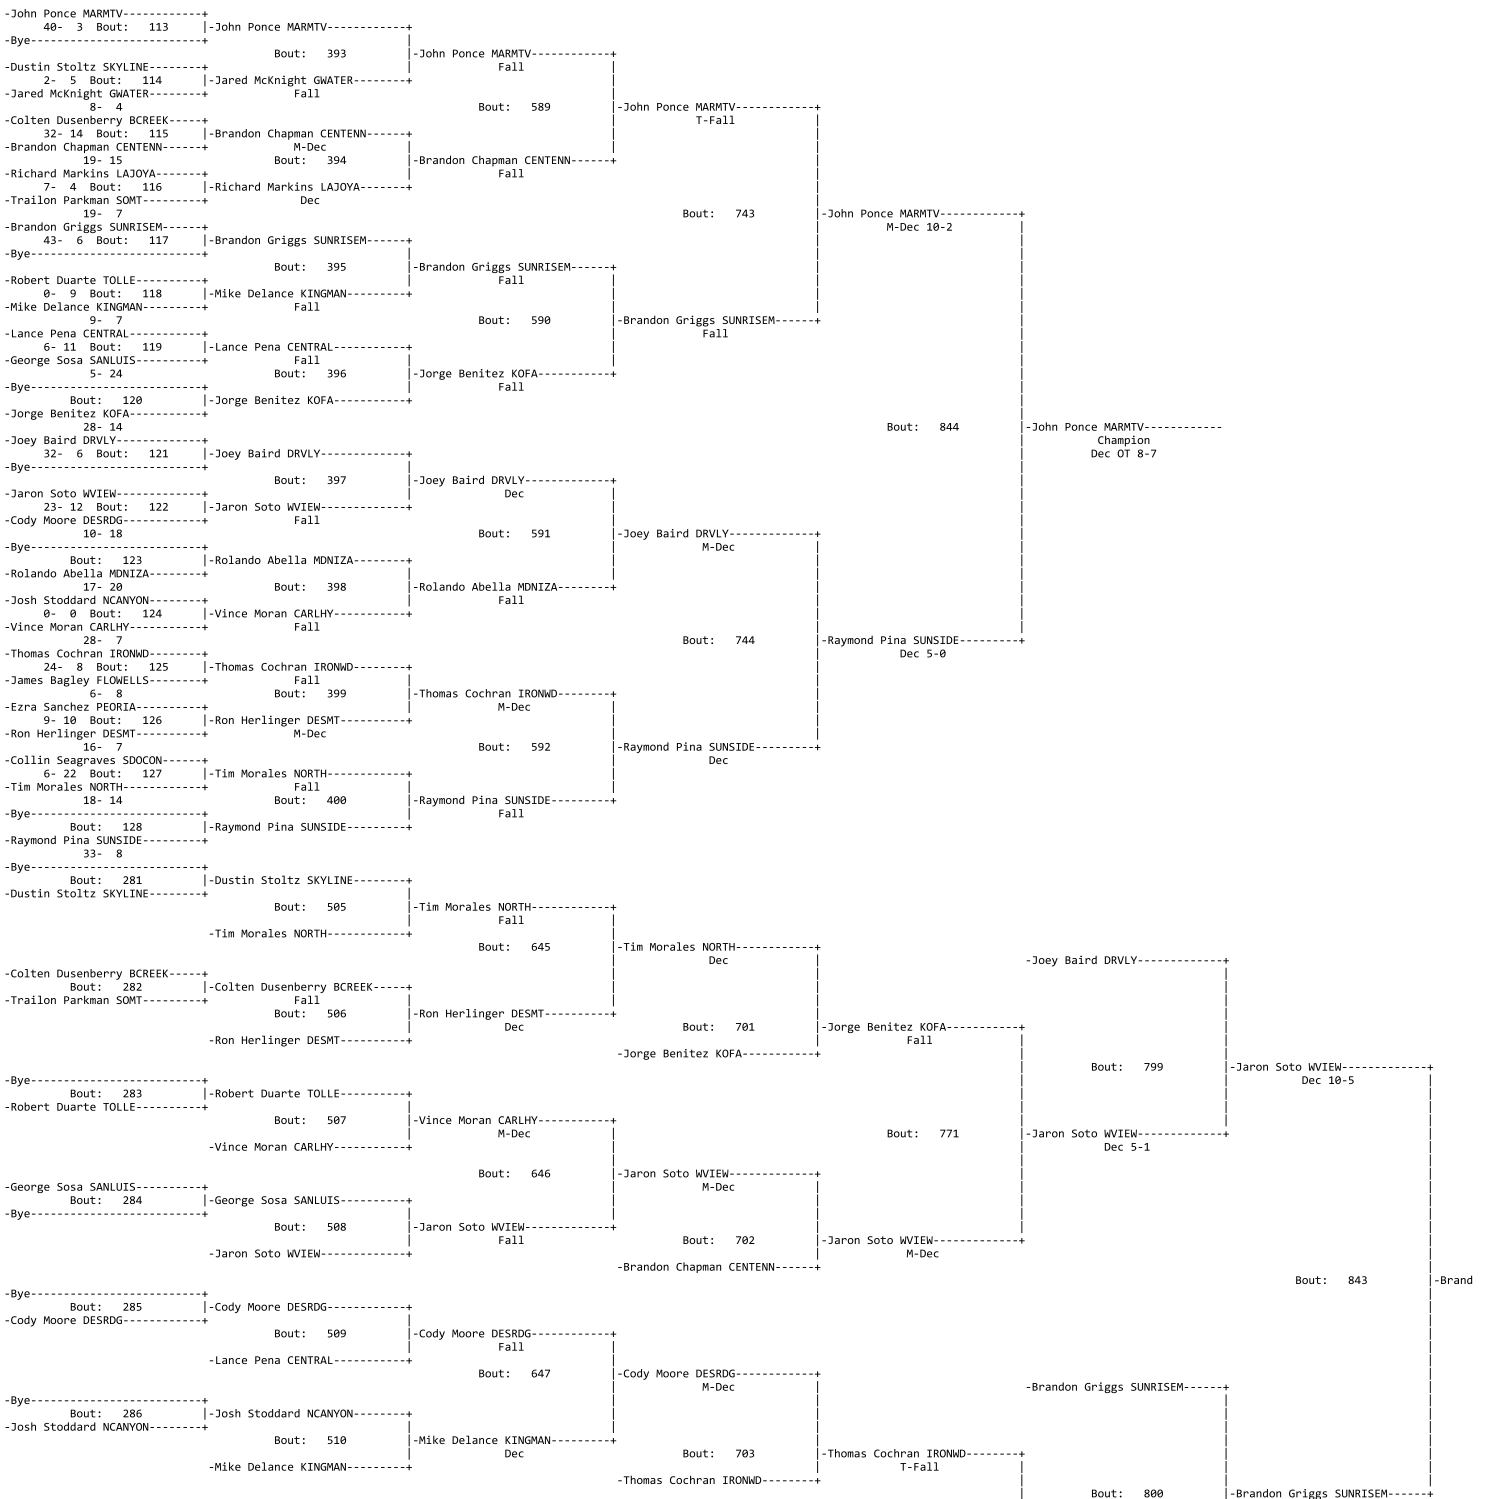 -John Ponce MARMTV------------+
40-  3  Bout:   113     |-John Ponce MARMTV------------+
-Bye--------------------------+                              |
Bout:   393          |-John Ponce MARMTV------------+
-Dustin Stoltz SKYLINE--------+                              |             Fall             |
2-  5  Bout:   114      |-Jared McKnight GWATER--------+                              |
-Jared McKnight GWATER--------+             Fall                                            |
8-  4                                                      Bout:   589          |-John Ponce MARMTV------------+
-Colten Dusenberry BCREEK-----+                                                             |            T-Fall            |
32- 14  Bout:   115     |-Brandon Chapman CENTENN------+                              |                              |
-Brandon Chapman CENTENN------+             M-Dec            |                              |                              |
19- 15                       Bout:   394          |-Brandon Chapman CENTENN------+                              |
-Richard Markins LAJOYA-------+                              |             Fall                                            |
7-  4  Bout:   116      |-Richard Markins LAJOYA-------+                                                             |
-Trailon Parkman SOMT---------+              Dec                                                                           |
19-  7                                                                                     Bout:   743          |-John Ponce MARMTV------------+
-Brandon Griggs SUNRISEM------+                                                                                            |          M-Dec 10-2          |
43-  6  Bout:   117     |-Brandon Griggs SUNRISEM------+                                                             |                              |
-Bye--------------------------+                              |                                                             |                              |
Bout:   395          |-Brandon Griggs SUNRISEM------+                              |                              |
-Robert Duarte TOLLE----------+                              |             Fall             |                              |                              |
0-  9  Bout:   118      |-Mike Delance KINGMAN---------+                              |                              |                              |
-Mike Delance KINGMAN---------+             Fall                                            |                              |                              |
9-  7                                                      Bout:   590          |-Brandon Griggs SUNRISEM------+                              |
-Lance Pena CENTRAL-----------+                                                             |             Fall                                            |
6- 11  Bout:   119      |-Lance Pena CENTRAL-----------+                              |                                                             |
-George Sosa SANLUIS----------+             Fall             |                              |                                                             |
5- 24                       Bout:   396          |-Jorge Benitez KOFA-----------+                                                             |
-Bye--------------------------+                              |             Fall                                                                           |
Bout:   120     |-Jorge Benitez KOFA-----------+                                                                                            |
-Jorge Benitez KOFA-----------+                                                                                                                           |
28- 14                                                                                                                    Bout:   844          |-John Ponce MARMTV------------
-Joey Baird DRVLY-------------+                                                                                                                           |           Champion
32-  6  Bout:   121     |-Joey Baird DRVLY-------------+                                                                                            |          Dec OT 8-7
-Bye--------------------------+                              |                                                                                            |
Bout:   397          |-Joey Baird DRVLY-------------+                                                             |
-Jaron Soto WVIEW-------------+                              |              Dec             |                                                             |
23- 12  Bout:   122     |-Jaron Soto WVIEW-------------+                              |                                                             |
-Cody Moore DESRDG------------+             Fall                                            |                                                             |
10- 18                                                      Bout:   591          |-Joey Baird DRVLY-------------+                              |
-Bye--------------------------+                                                             |            M-Dec             |                              |
Bout:   123     |-Rolando Abella MDNIZA--------+                              |                              |                              |
-Rolando Abella MDNIZA--------+                              |                              |                              |                              |
17- 20                       Bout:   398          |-Rolando Abella MDNIZA--------+                              |                              |
-Josh Stoddard NCANYON--------+                              |             Fall                                            |                              |
0-  0  Bout:   124      |-Vince Moran CARLHY-----------+                                                             |                              |
-Vince Moran CARLHY-----------+             Fall                                                                           |                              |
28-  7                                                                                     Bout:   744          |-Raymond Pina SUNSIDE---------+
-Thomas Cochran IRONWD--------+                                                                                            |            Dec 5-0
24-  8  Bout:   125     |-Thomas Cochran IRONWD--------+                                                             |
-James Bagley FLOWELLS--------+             Fall             |                                                             |
6-  8                       Bout:   399          |-Thomas Cochran IRONWD--------+                              |
-Ezra Sanchez PEORIA----------+                              |             M-Dec            |                              |
9- 10  Bout:   126      |-Ron Herlinger DESMT----------+                              |                              |
-Ron Herlinger DESMT----------+             M-Dec                                           |                              |
16-  7                                                      Bout:   592          |-Raymond Pina SUNSIDE---------+
-Collin Seagraves SDOCON------+                                                             |              Dec
6- 22  Bout:   127      |-Tim Morales NORTH------------+                              |
-Tim Morales NORTH------------+             Fall             |                              |
18- 14                       Bout:   400          |-Raymond Pina SUNSIDE---------+
-Bye--------------------------+                              |             Fall
Bout:   128     |-Raymond Pina SUNSIDE---------+
-Raymond Pina SUNSIDE---------+
33-  8
-Bye--------------------------+
Bout:   281     |-Dustin Stoltz SKYLINE--------+
-Dustin Stoltz SKYLINE--------+                              |
Bout:   505          |-Tim Morales NORTH------------+
|             Fall             |
-Tim Morales NORTH------------+                              |
Bout:   645          |-Tim Morales NORTH------------+
|              Dec             |                              -Joey Baird DRVLY-------------+
-Colten Dusenberry BCREEK-----+
Bout:   282     |-Colten Dusenberry BCREEK-----+
-Trailon Parkman SOMT---------+             Fall             |
Bout:   506          |-Ron Herlinger DESMT----------+
|              Dec                  Bout:   701          |-Jorge Benitez KOFA-----------+
-Ron Herlinger DESMT----------+                                                             |             Fall             |
-Jorge Benitez KOFA-----------+
Bout:   799          |-Jaron Soto WVIEW-------------+
-Bye--------------------------+                                                             |           Dec 10-5           |
Bout:   283     |-Robert Duarte TOLLE----------+
-Robert Duarte TOLLE----------+
Bout:   507          |-Vince Moran CARLHY-----------+
|             M-Dec            |                    Bout:   771          |-Jaron Soto WVIEW-------------+
-Vince Moran CARLHY-----------+                                                             |            Dec 5-1
Bout:   646          |-Jaron Soto WVIEW-------------+
-George Sosa SANLUIS----------+                                                             |            M-Dec             |
Bout:   284     |-George Sosa SANLUIS----------+
-Bye--------------------------+
Bout:   508          |-Jaron Soto WVIEW-------------+
|             Fall                  Bout:   702          |-Jaron Soto WVIEW-------------+
-Jaron Soto WVIEW-------------+                                                             |            M-Dec
-Brandon Chapman CENTENN------+
Bout:   843          |-Brand
-Bye--------------------------+
Bout:   285     |-Cody Moore DESRDG------------+
-Cody Moore DESRDG------------+
Bout:   509          |-Cody Moore DESRDG------------+
|             Fall             |
-Lance Pena CENTRAL-----------+
Bout:   647          |-Cody Moore DESRDG------------+
|            M-Dec             |                              -Brandon Griggs SUNRISEM------+
-Bye--------------------------+
Bout:   286     |-Josh Stoddard NCANYON--------+
-Josh Stoddard NCANYON--------+
Bout:   510          |-Mike Delance KINGMAN---------+
|              Dec                  Bout:   703          |-Thomas Cochran IRONWD--------+
-Mike Delance KINGMAN---------+                                                             |            T-Fall            |
-Thomas Cochran IRONWD--------+
Bout:   800          |-Brandon Griggs SUNRISEM------+